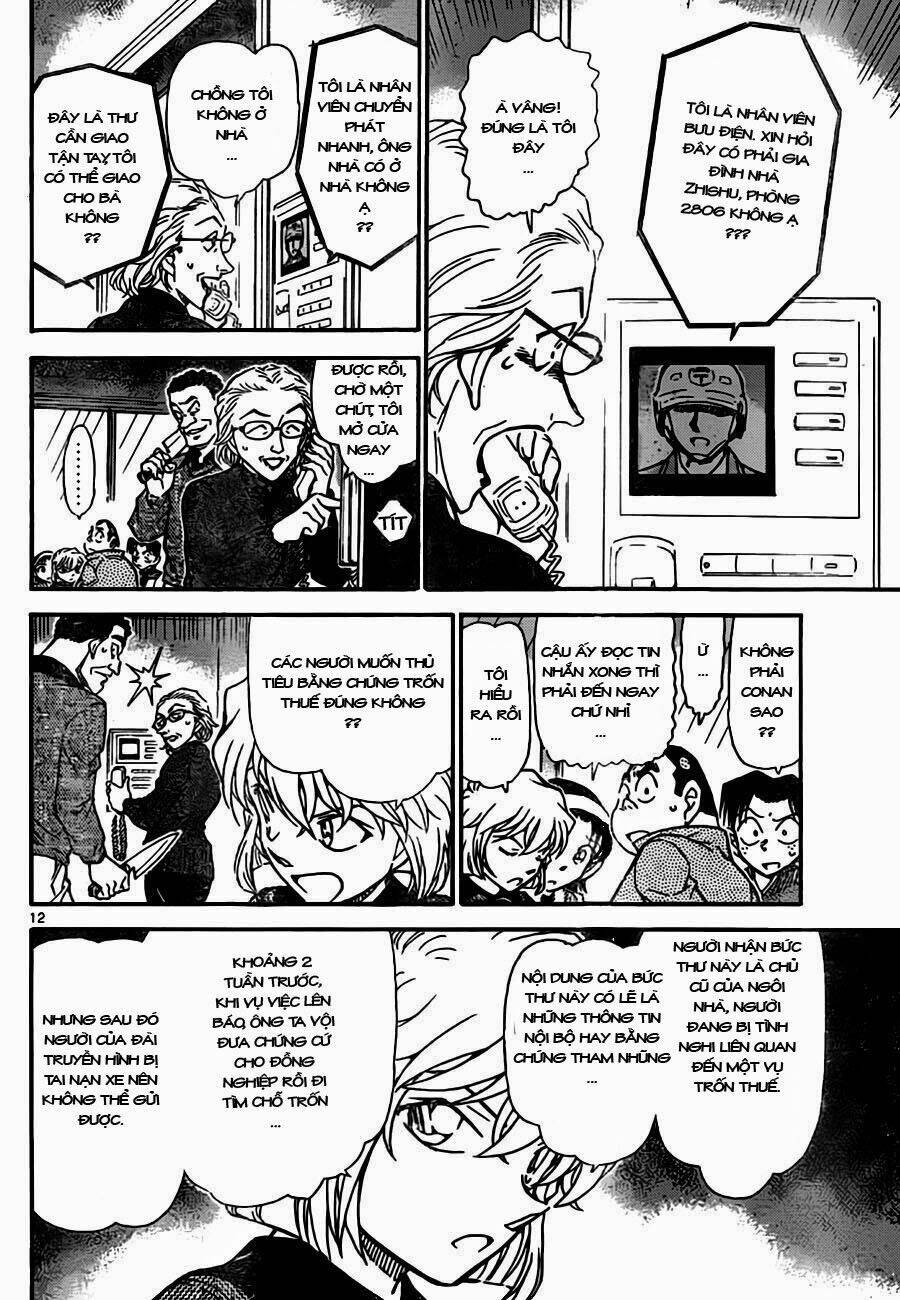 TÔI LÀ NHÂN
VIÊN BƯU ĐIỆN. XIN HỎI
ĐÂY CÓ PHẢI GIA
ĐÌNH NHÀ
ZHISHU, PHÒNG
2806 KHÔNG Ạ
???
À VÂNG!
ĐÚNG LÀ TÔI
ĐÂY
...
TÔI LÀ NHÂN
VIÊN CHUYỂN
PHÁT
NHANH, ÔNG
NHÀ CÓ Ở
NHÀ KHÔNG
Ạ
??
CHỒNG TÔI
KHÔNG Ở
NHÀ
...
ĐÂY LÀ THƯ
CẦN GIAO
TẬN TAY, TÔI
CÓ THỂ GIAO
CHO BÀ
KHÔNG
??
ĐƯỢC RỒI,
CHỜ MỘT
CHÚT, TÔI
MỞ CỬA
NGAY
...
TÍT
KHÔNG
PHẢI
CONAN
SAO
??
Ừ
...
CẬU ẤY ĐỌC TIN
NHẮN XONG THÌ
PHẢI ĐẾN NGAY
CHỨ NHỈ
...
TÔI
HIỂU
RA RỒI
...
CÁC NGƯỜI MUỐN THỦ
TIÊU BẰNG CHỨNG TRỐN
THUẾ ĐÚNG KHÔNG
??
12
NGƯỜI NHẬN BỨC
THƯ NÀY LÀ CHỦ
CŨ CỦA NGÔI
NHÀ, NGƯỜI
ĐANG BỊ TÌNH
NGHI LIÊN QUAN
ĐẾN MỘT VỤ
TRỐN THUẾ.
NỘI DUNG CỦA BỨC
THƯ NÀY CÓ LẼ LÀ
NHỮNG THÔNG TIN
NỘI BỘ HAY BẰNG
CHỨNG THAM NHŨNG
...
KHOẢNG 2
TUẦN TRƯỚC,
KHI VỤ VIỆC LÊN
BÁO, ÔNG TA VỘI
ĐƯA CHỨNG CỨ
CHO ĐỒNG
NGHIỆP RỒI ĐI
TÌM CHỖ TRỐN
...
NHƯNG SAU ĐÓ
NGƯỜI CỦA ĐÀI
TRUYỀN HÌNH BỊ
TAI NẠN XE NÊN
KHÔNG THỂ GỬI
ĐƯỢC.